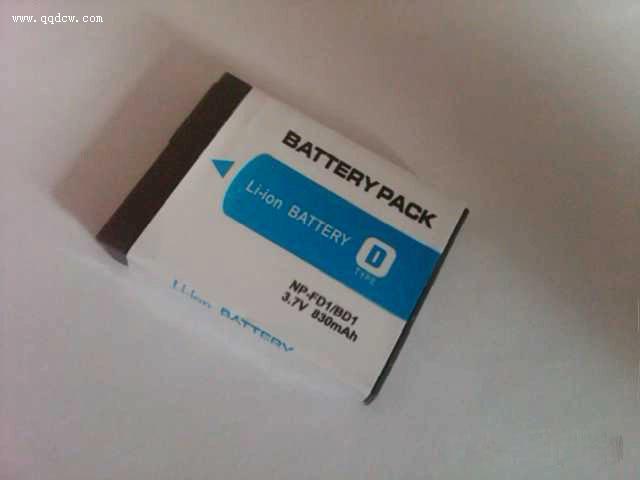 www.qqdcw.com
BATTERY PACK
Li-ion BATTERY
D
TYPE
NP-FD1/BD1
3.7V 830mAh
Li-ion BATTERY